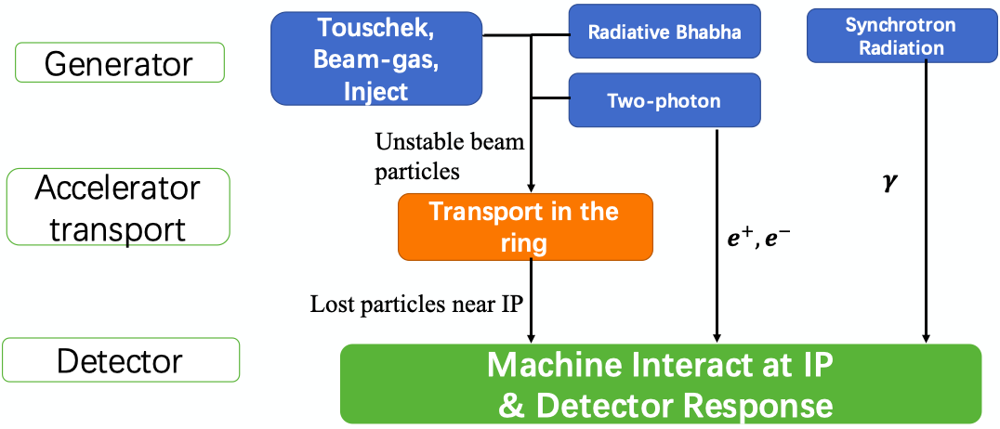 Generator
Touschek,
Beam-gas,
Inject
Radiative Bhabha
Two-photon
Synchrotron
Radiation
Accelerator
transport
Unstable beam
particles
Transport in the
ring
e⁺, e⁻
γ
Lost particles near IP
Detector
Machine Interact at IP
& Detector Response